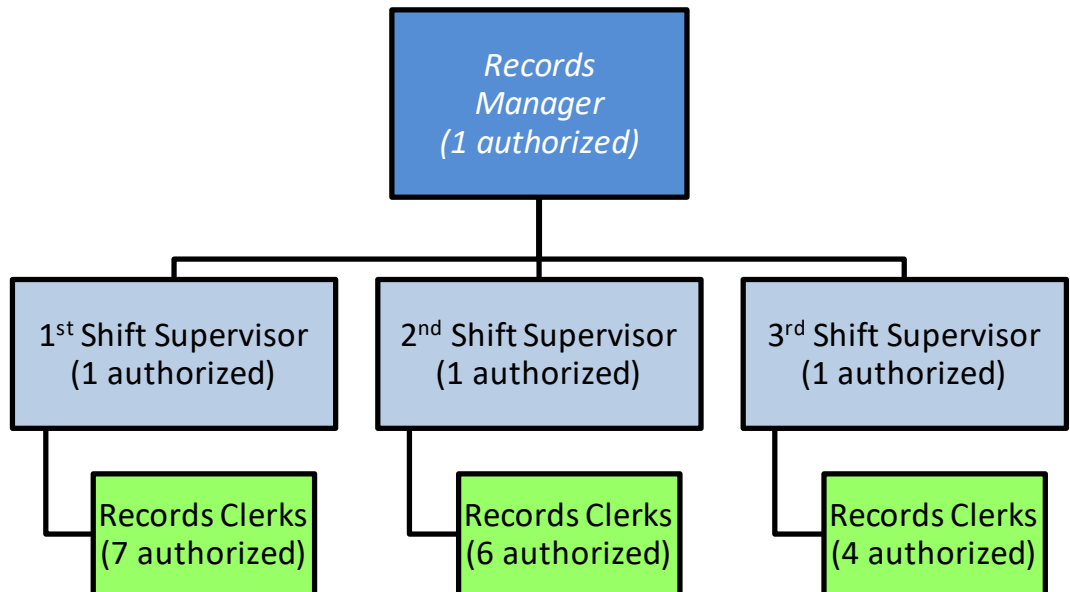 Records
Manager
(1 authorized)
1st Shift Supervisor
(1 authorized)
2nd Shift Supervisor
(1 authorized)
3rd Shift Supervisor
(1 authorized)
Records Clerks
(7 authorized)
Records Clerks
(6 authorized)
Records Clerks
(4 authorized)